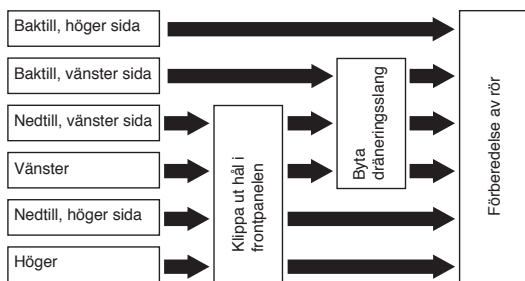 Baktill, höger sida
Baktill, vänster sida
Nedtill, vänster sida
Vänster
Nedtill, höger sida
Höger
Klippa ut hål i
frontpanelen
Byta
dräneringsslang
Förberedelse av rör